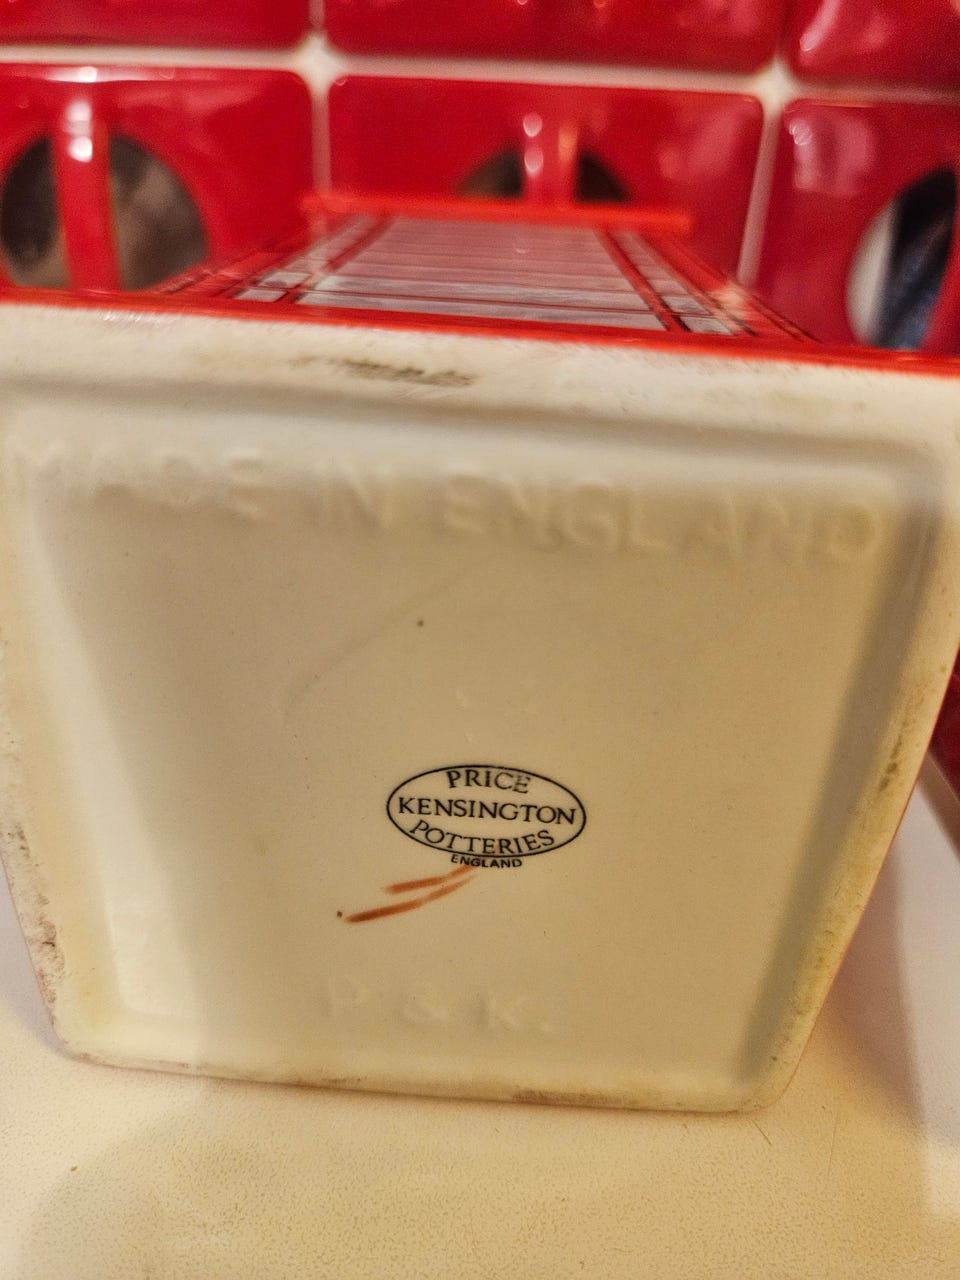 MADE IN ENGLAND
PRICE
KENSINGTON
POTTERIES
ENGLAND
P & K.